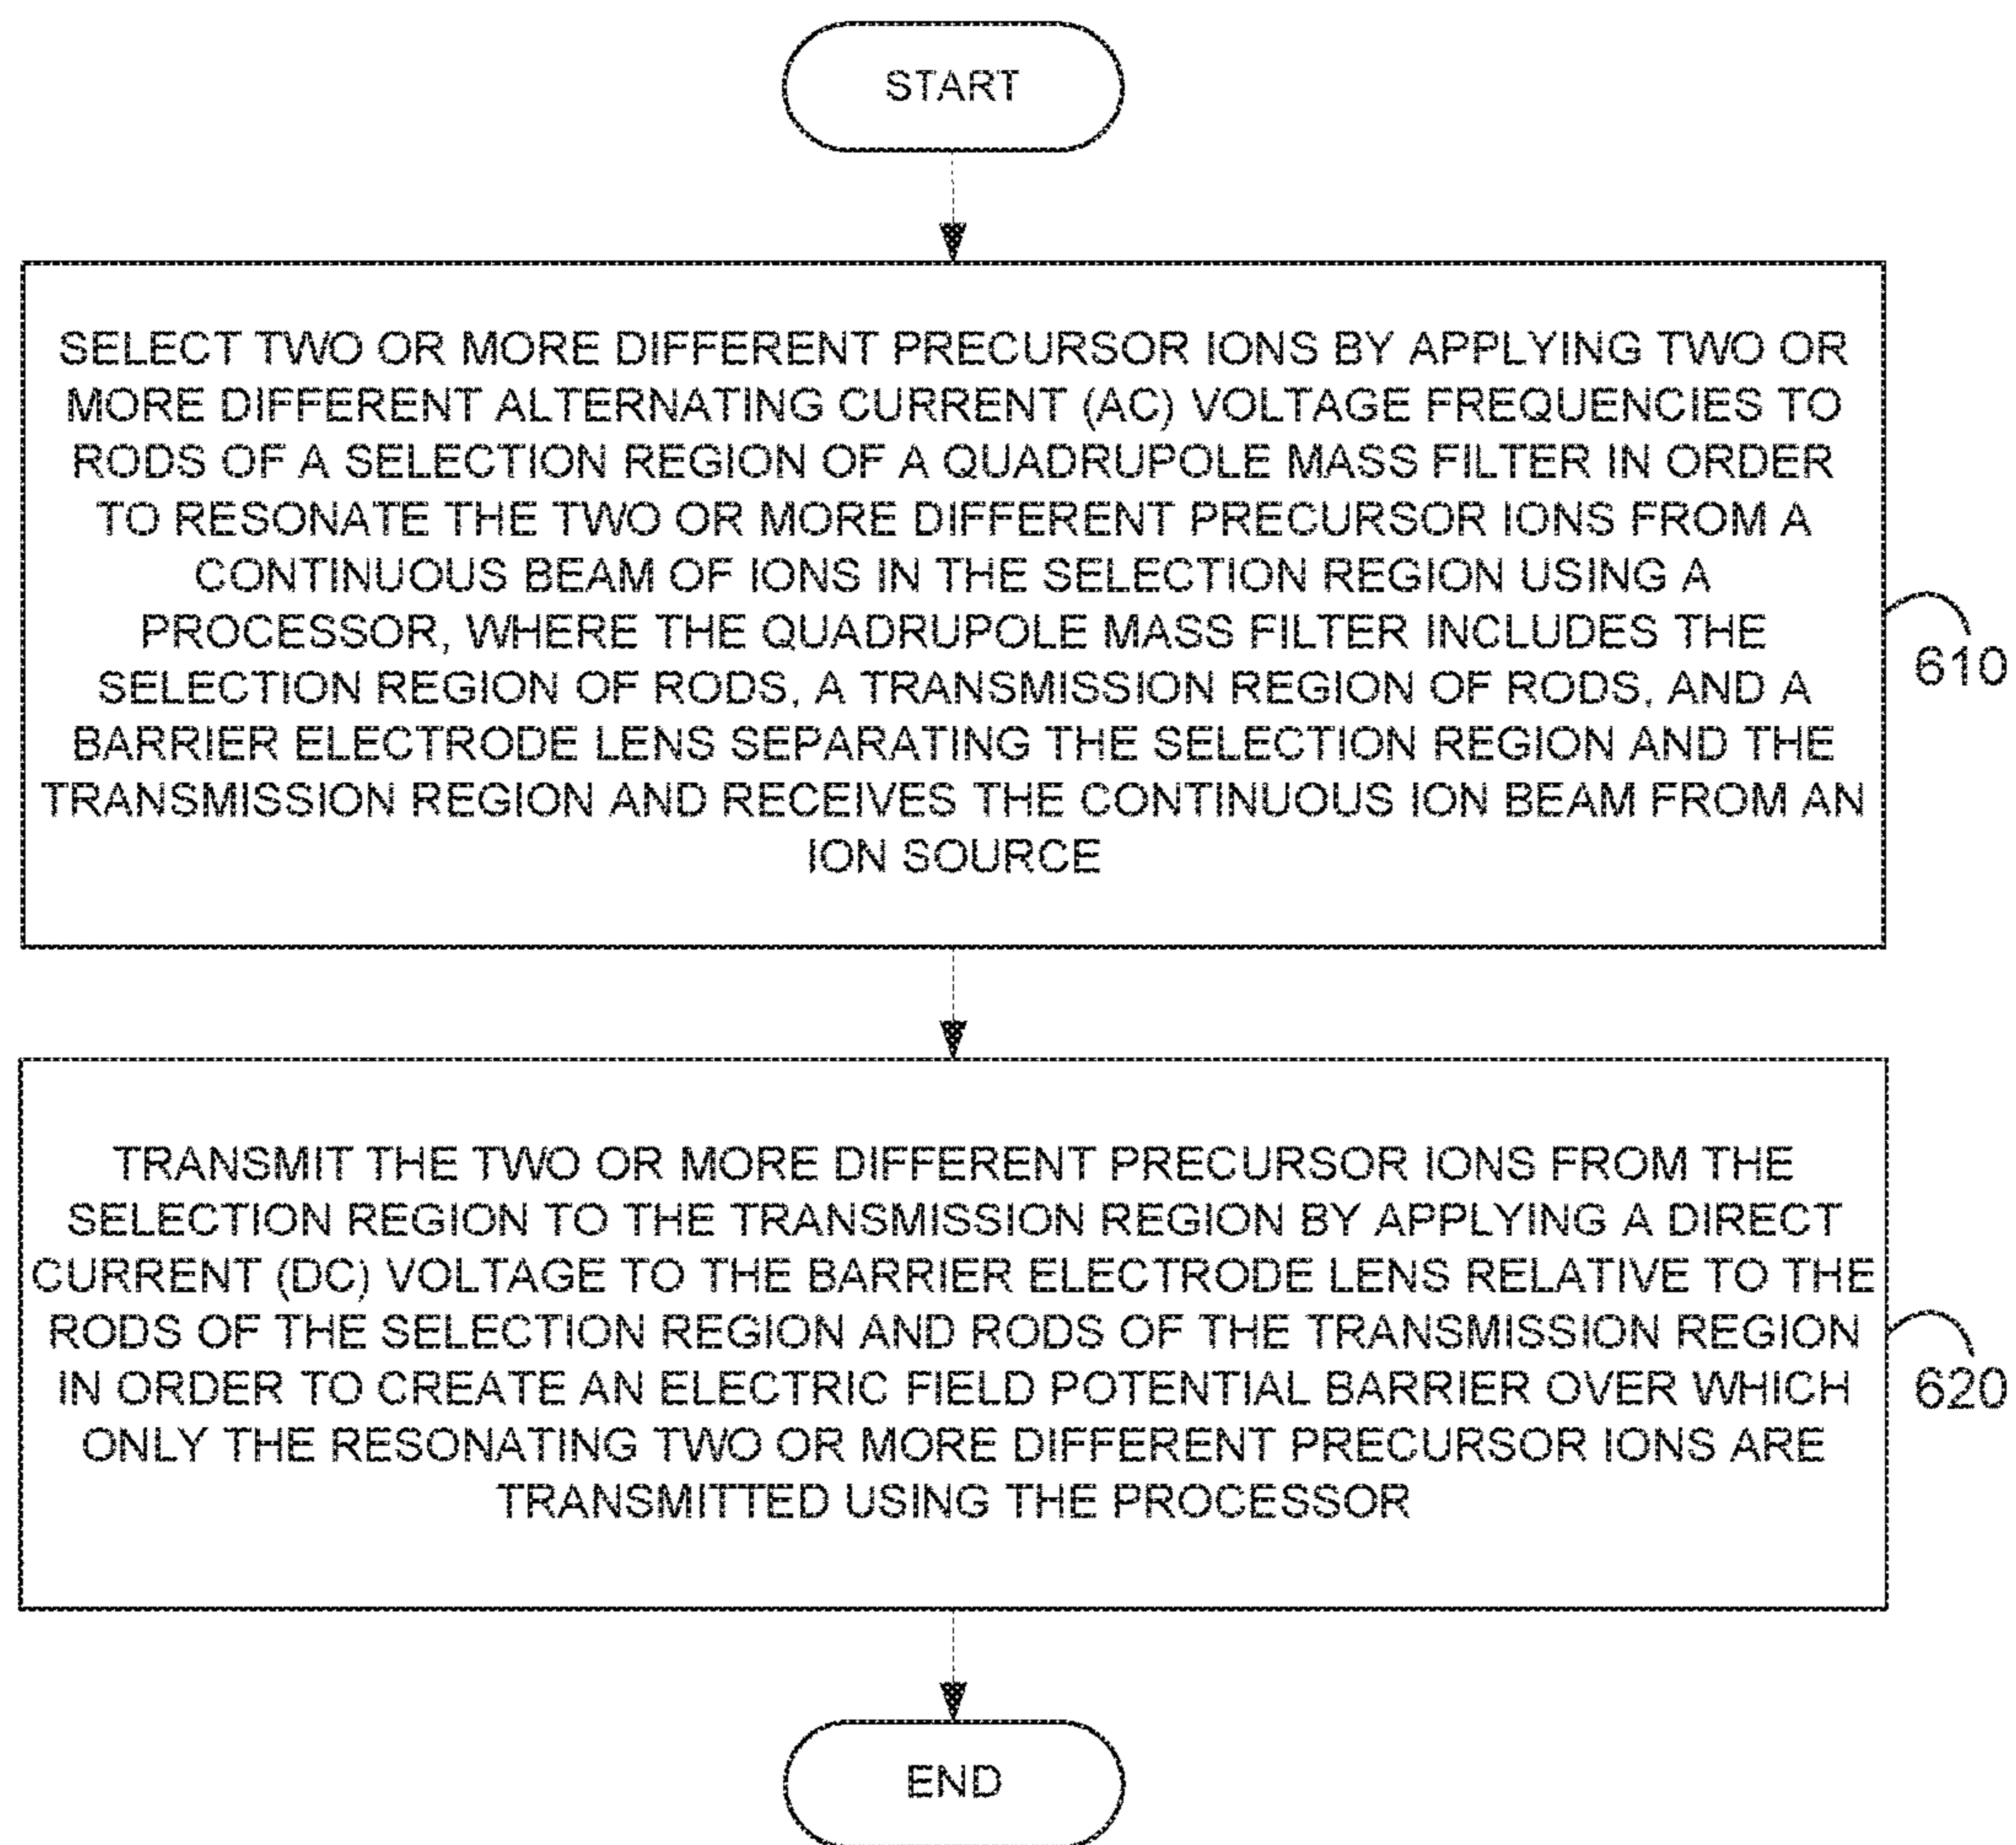 START
SELECT TWO OR MORE DIFFERENT PRECURSOR IONS BY APPLYING TWO OR
MORE DIFFERENT ALTERNATING CURRENT (AC) VOLTAGE FREQUENCIES TO
RODS OF A SELECTION REGION OF A QUADRUPOLE MASS FILTER IN ORDER
TO RESONATE THE TWO OR MORE DIFFERENT PRECURSOR IONS FROM A
CONTINUOUS BEAM OF IONS IN THE SELECTION REGION USING A
PROCESSOR, WHERE THE QUADRUPOLE MASS FILTER INCLUDES THE
SELECTION REGION OF RODS, A TRANSMISSION REGION OF RODS, AND A
BARRIER ELECTRODE LENS SEPARATING THE SELECTION REGION AND THE
TRANSMISSION REGION AND RECEIVES THE CONTINUOUS ION BEAM FROM AN
ION SOURCE
610
TRANSMIT THE TWO OR MORE DIFFERENT PRECURSOR IONS FROM THE
SELECTION REGION TO THE TRANSMISSION REGION BY APPLYING A DIRECT
CURRENT (DC) VOLTAGE TO THE BARRIER ELECTRODE LENS RELATIVE TO THE
RODS OF THE SELECTION REGION AND RODS OF THE TRANSMISSION REGION
IN ORDER TO CREATE AN ELECTRIC FIELD POTENTIAL BARRIER OVER WHICH
ONLY THE RESONATING TWO OR MORE DIFFERENT PRECURSOR IONS ARE
TRANSMITTED USING THE PROCESSOR
620
END